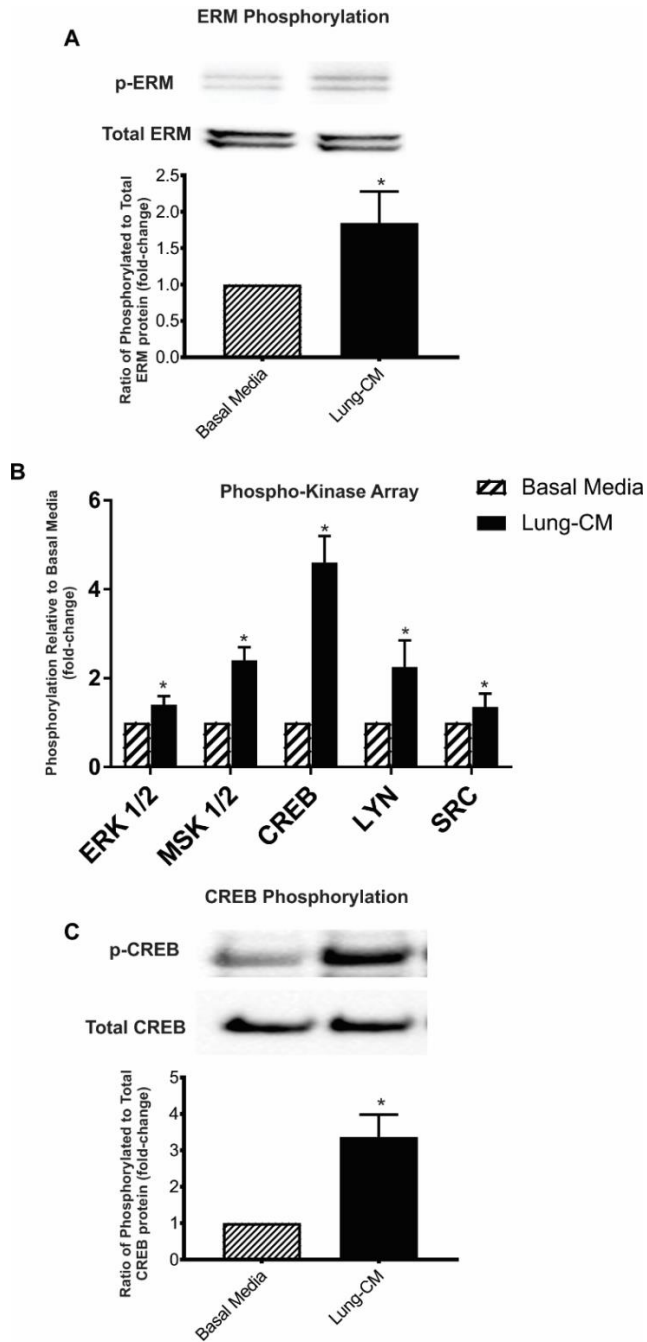 ERM Phosphorylation
A
p-ERM
Total ERM
Ratio of Phosphorylated to Total
ERM protein (fold-change)
2.5
2.0
1.5
1.0
0.5
0.0
*
Basal Media
Lung-CM
B
Phospho-Kinase Array
Basal Media
Lung-CM
Phosphorylation Relative to Basal Media
(fold-change)
6
4
2
0
*
*
*
*
*
ERK 1/2
MSK 1/2
CREB
LYN
SRC
CREB Phosphorylation
C
p-CREB
Total CREB
Ratio of Phosphorylated to Total
CREB protein (fold-change)
5
4
3
2
1
0
*
Basal Media
Lung-CM